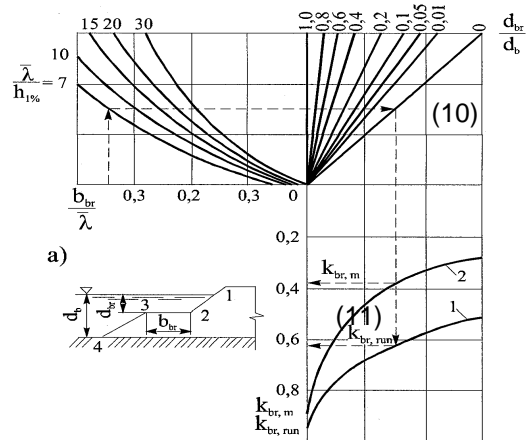 15 20 30 1,0 0,8 0,6 0,4 0,2 0,1 0,05 0,01 0 d_br
d_b
10
λ̅
h_1% = 7
(10)
b_br 0,3 0,2 0,3 0
λ̅
0,2
a)
k_br, m
2
0,4
d_b d_br 3 1
2
b_br
4
(11)
1
0,6
k_br, run
0,8
k_br, m
k_br, run